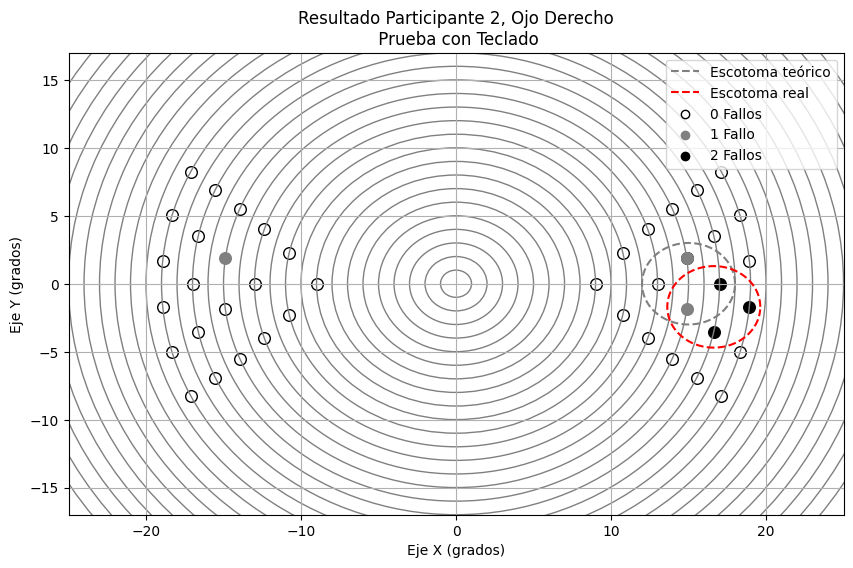 Resultado Participante 2, Ojo Derecho
Prueba con Teclado
Escotoma teórico
Escotoma real
0 Fallos
1 Fallo
2 Fallos
15
10
5
0
−5
−10
−15
Eje Y (grados)
−20
−10
0
10
20
Eje X (grados)